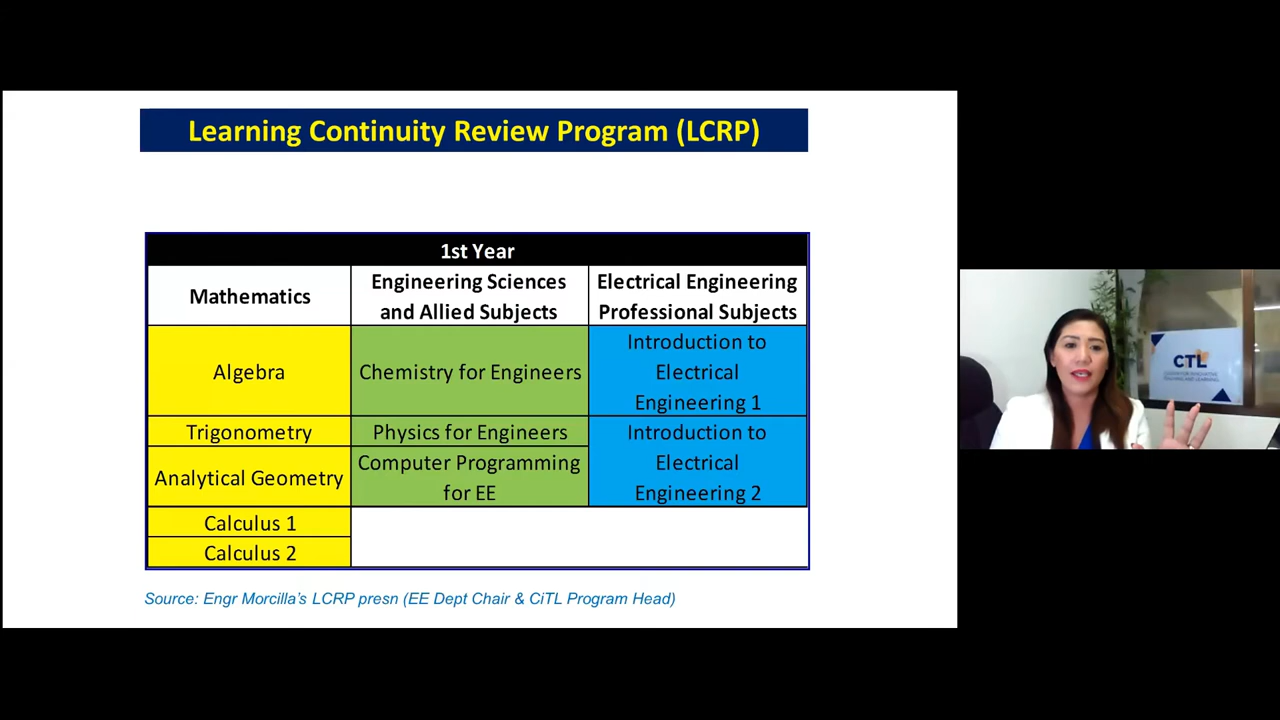 Learning Continuity Review Program (LCRP)
1st Year
Mathematics
Engineering Sciences
and Allied Subjects
Electrical Engineering
Professional Subjects
Algebra
Chemistry for Engineers
Introduction to
Electrical
Engineering 1
Trigonometry
Physics for Engineers
Introduction to
Electrical
Engineering 2
Analytical Geometry
Computer Programming
for EE
Calculus 1
Calculus 2
Source: Engr Morcilla's LCRP presn (EE Dept Chair & CiTL Program Head)
CiTL